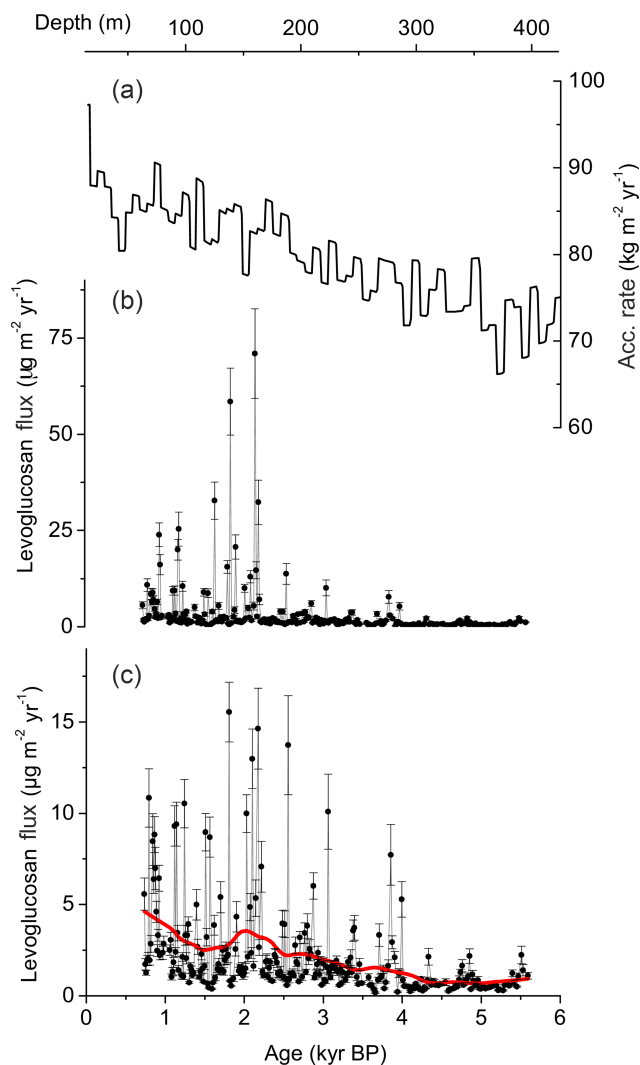 Depth (m)
100 200 300 400
(a)
100
90
80
70
60
Acc. rate (kg m⁻² yr⁻¹)
(b)
75
50
25
0
Levoglucosan flux (µg m⁻² yr⁻¹)
(c)
15
10
5
0
Levoglucosan flux (µg m⁻² yr⁻¹)
0 1 2 3 4 5 6
Age (kyr BP)